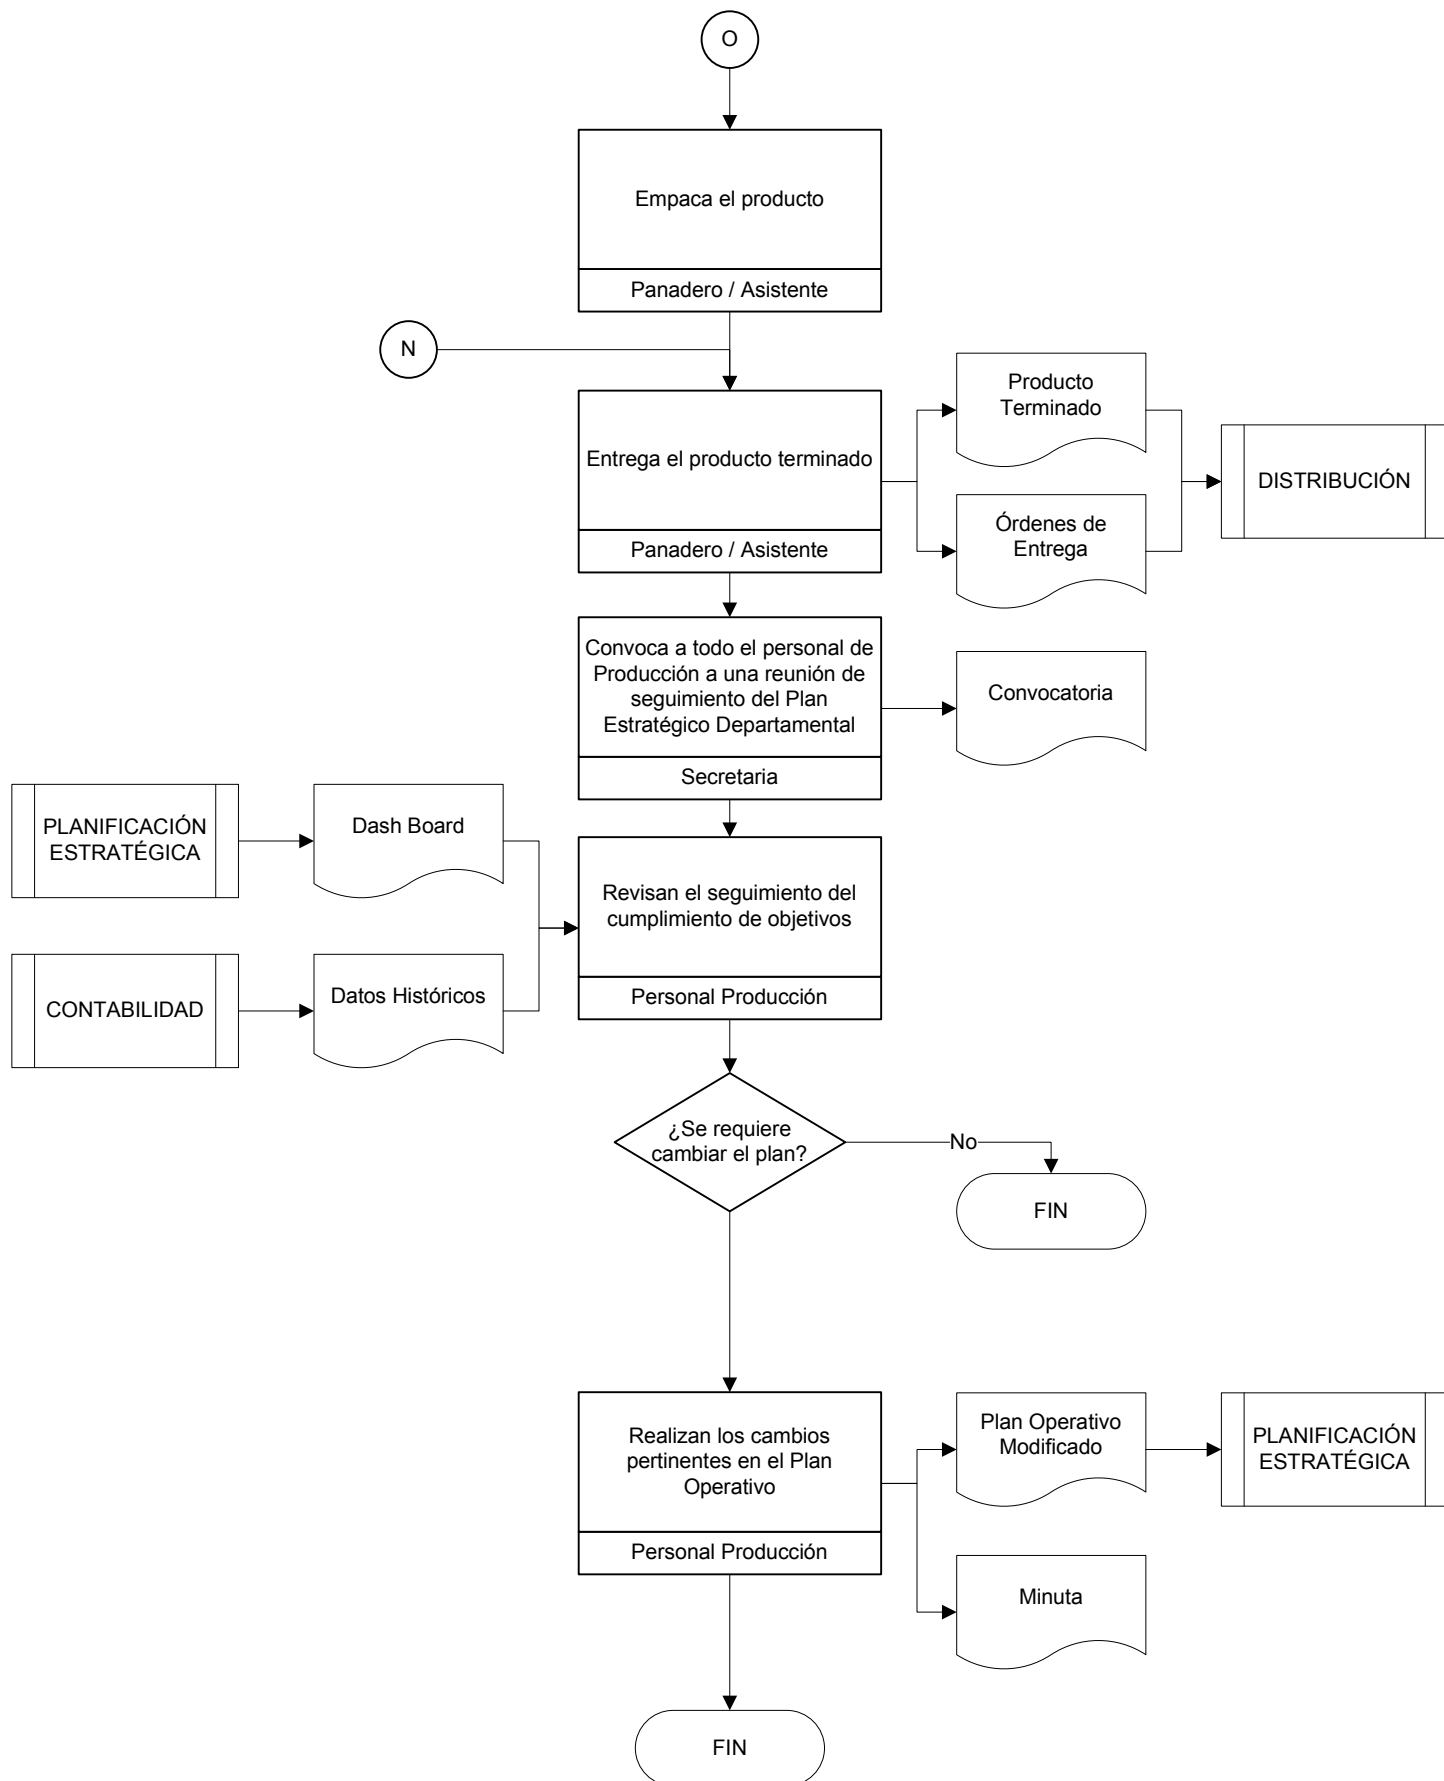 O
Empaca el producto
Panadero / Asistente
N
Entrega el producto terminado
Panadero / Asistente
Producto
Terminado
Órdenes de
Entrega
DISTRIBUCIÓN
Convoca a todo el personal de
Producción a una reunión de
seguimiento del Plan
Estratégico Departamental
Secretaria
Convocatoria
PLANIFICACIÓN
ESTRATÉGICA
Dash Board
CONTABILIDAD
Datos Históricos
Revisan el seguimiento del
cumplimiento de objetivos
Personal Producción
¿Se requiere
cambiar el plan?
No
FIN
Realizan los cambios
pertinentes en el Plan
Operativo
Personal Producción
Plan Operativo
Modificado
PLANIFICACIÓN
ESTRATÉGICA
Minuta
FIN